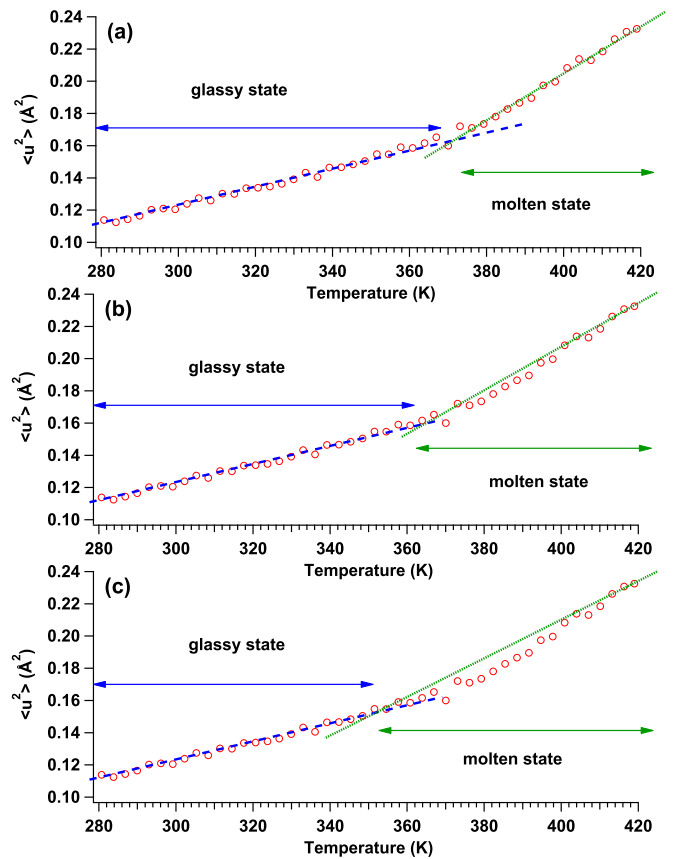 (a)
0.24
0.22
0.20
0.18
0.16
0.14
0.12
0.10
<u²> (Å²)
glassy state
molten state
280 300 320 340 360 380 400 420
Temperature (K)
(b)
0.24
0.22
0.20
0.18
0.16
0.14
0.12
0.10
<u²> (Å²)
glassy state
molten state
280 300 320 340 360 380 400 420
Temperature (K)
(c)
0.24
0.22
0.20
0.18
0.16
0.14
0.12
0.10
<u²> (Å²)
glassy state
molten state
280 300 320 340 360 380 400 420
Temperature (K)